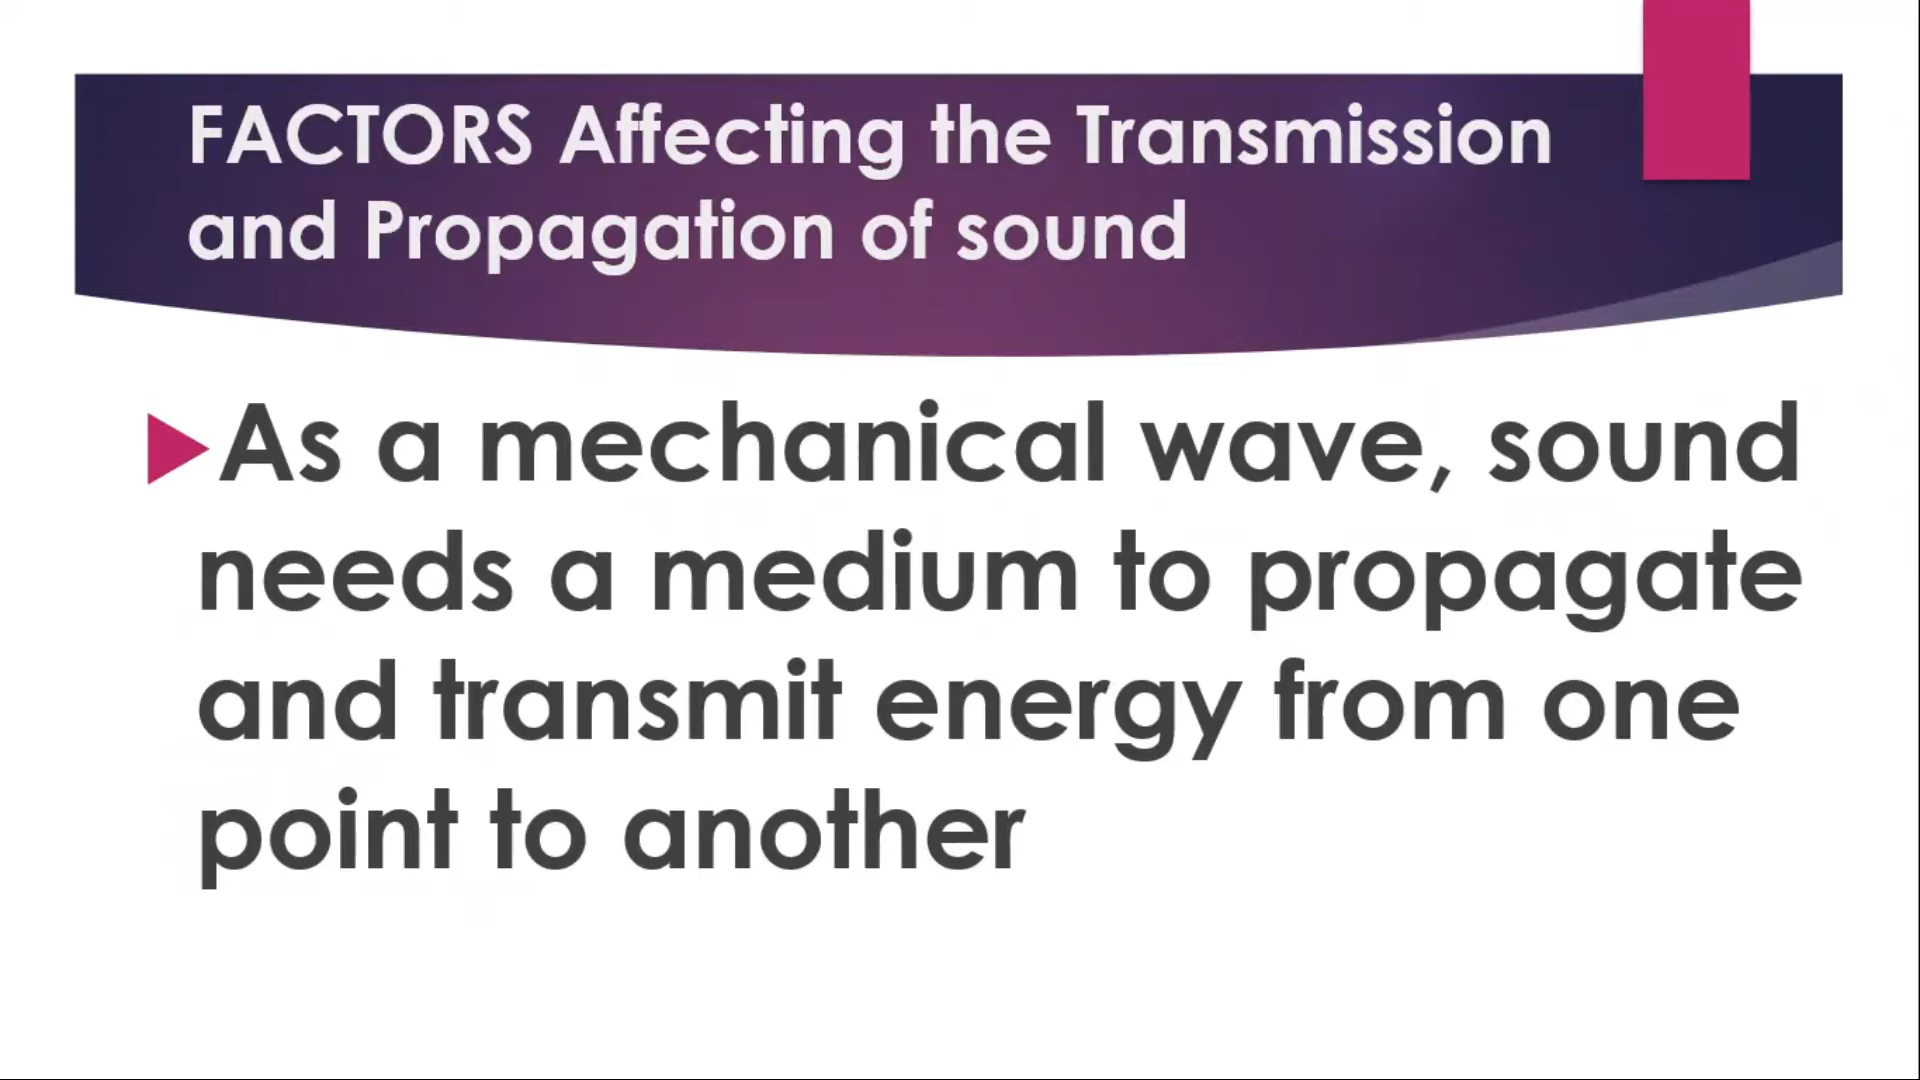 FACTORS Affecting the Transmission
and Propagation of sound
As a mechanical wave, sound
needs a medium to propagate
and transmit energy from one
point to another